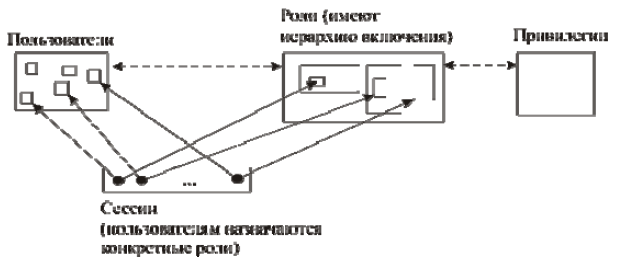 Пользователи
Роли (имеют
иерархию включения)
Привилегии
...
Сессии
(пользователям назначаются
конкретные роли)